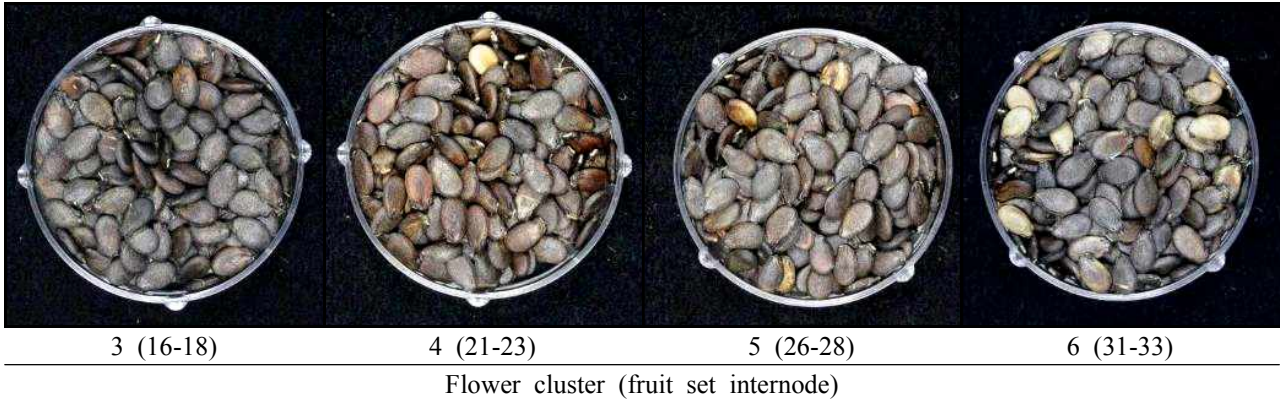 3 (16-18) 4 (21-23) 5 (26-28) 6 (31-33)
Flower cluster (fruit set internode)